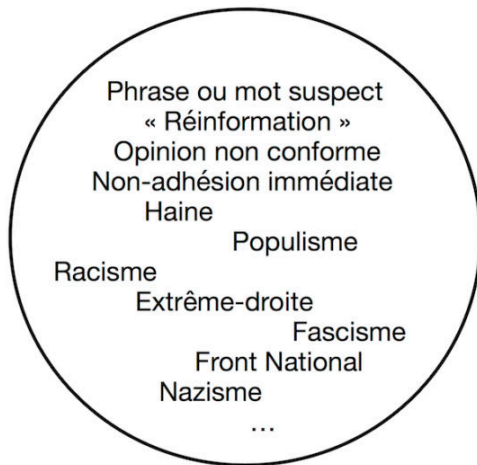 Phrase ou mot suspect
« Réinformation »
Opinion non conforme
Non-adhésion immédiate
Haine
Populisme
Racisme
Extrême-droite
Fascisme
Front National
Nazisme
...